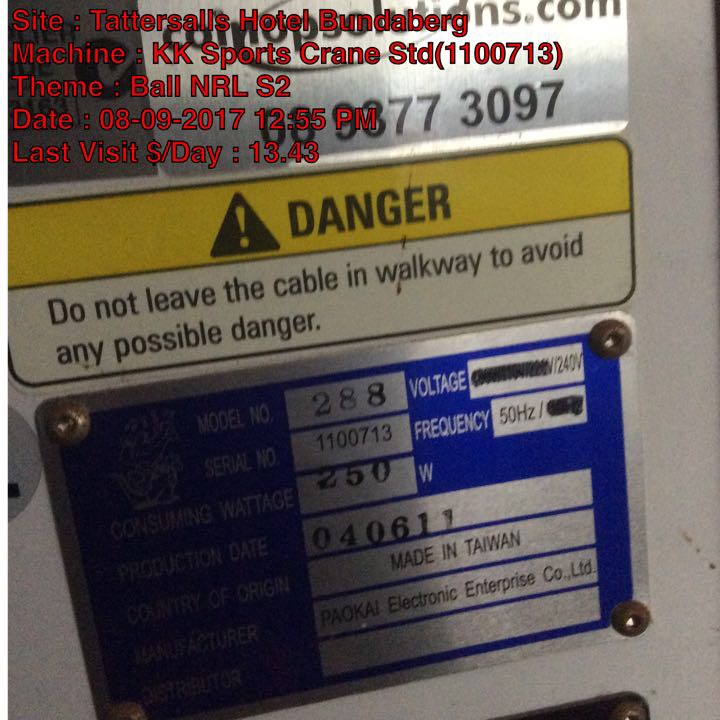 Site : Tattersalls Hotel Bundaberg
Machine : KK Sports Crane Std(1100713)
Theme : Ball NRL S2
Date : 08-09-2017 12:55 PM
Last Visit $/Day : 13.43
ns.com
9377 3097
DANGER
Do not leave the cable in walkway to avoid
any possible danger.
MODEL NO. 288 VOLTAGE V/240V
SERIAL NO. 1100713 FREQUENCY 50Hz/
CONSUMING WATTAGE 250 W
PRODUCTION DATE 040611
COUNTRY OF ORIGIN MADE IN TAIWAN
MANUFACTURER PAOKAI Electronic Enterprise Co.,Ltd.
DISTRIBUTOR